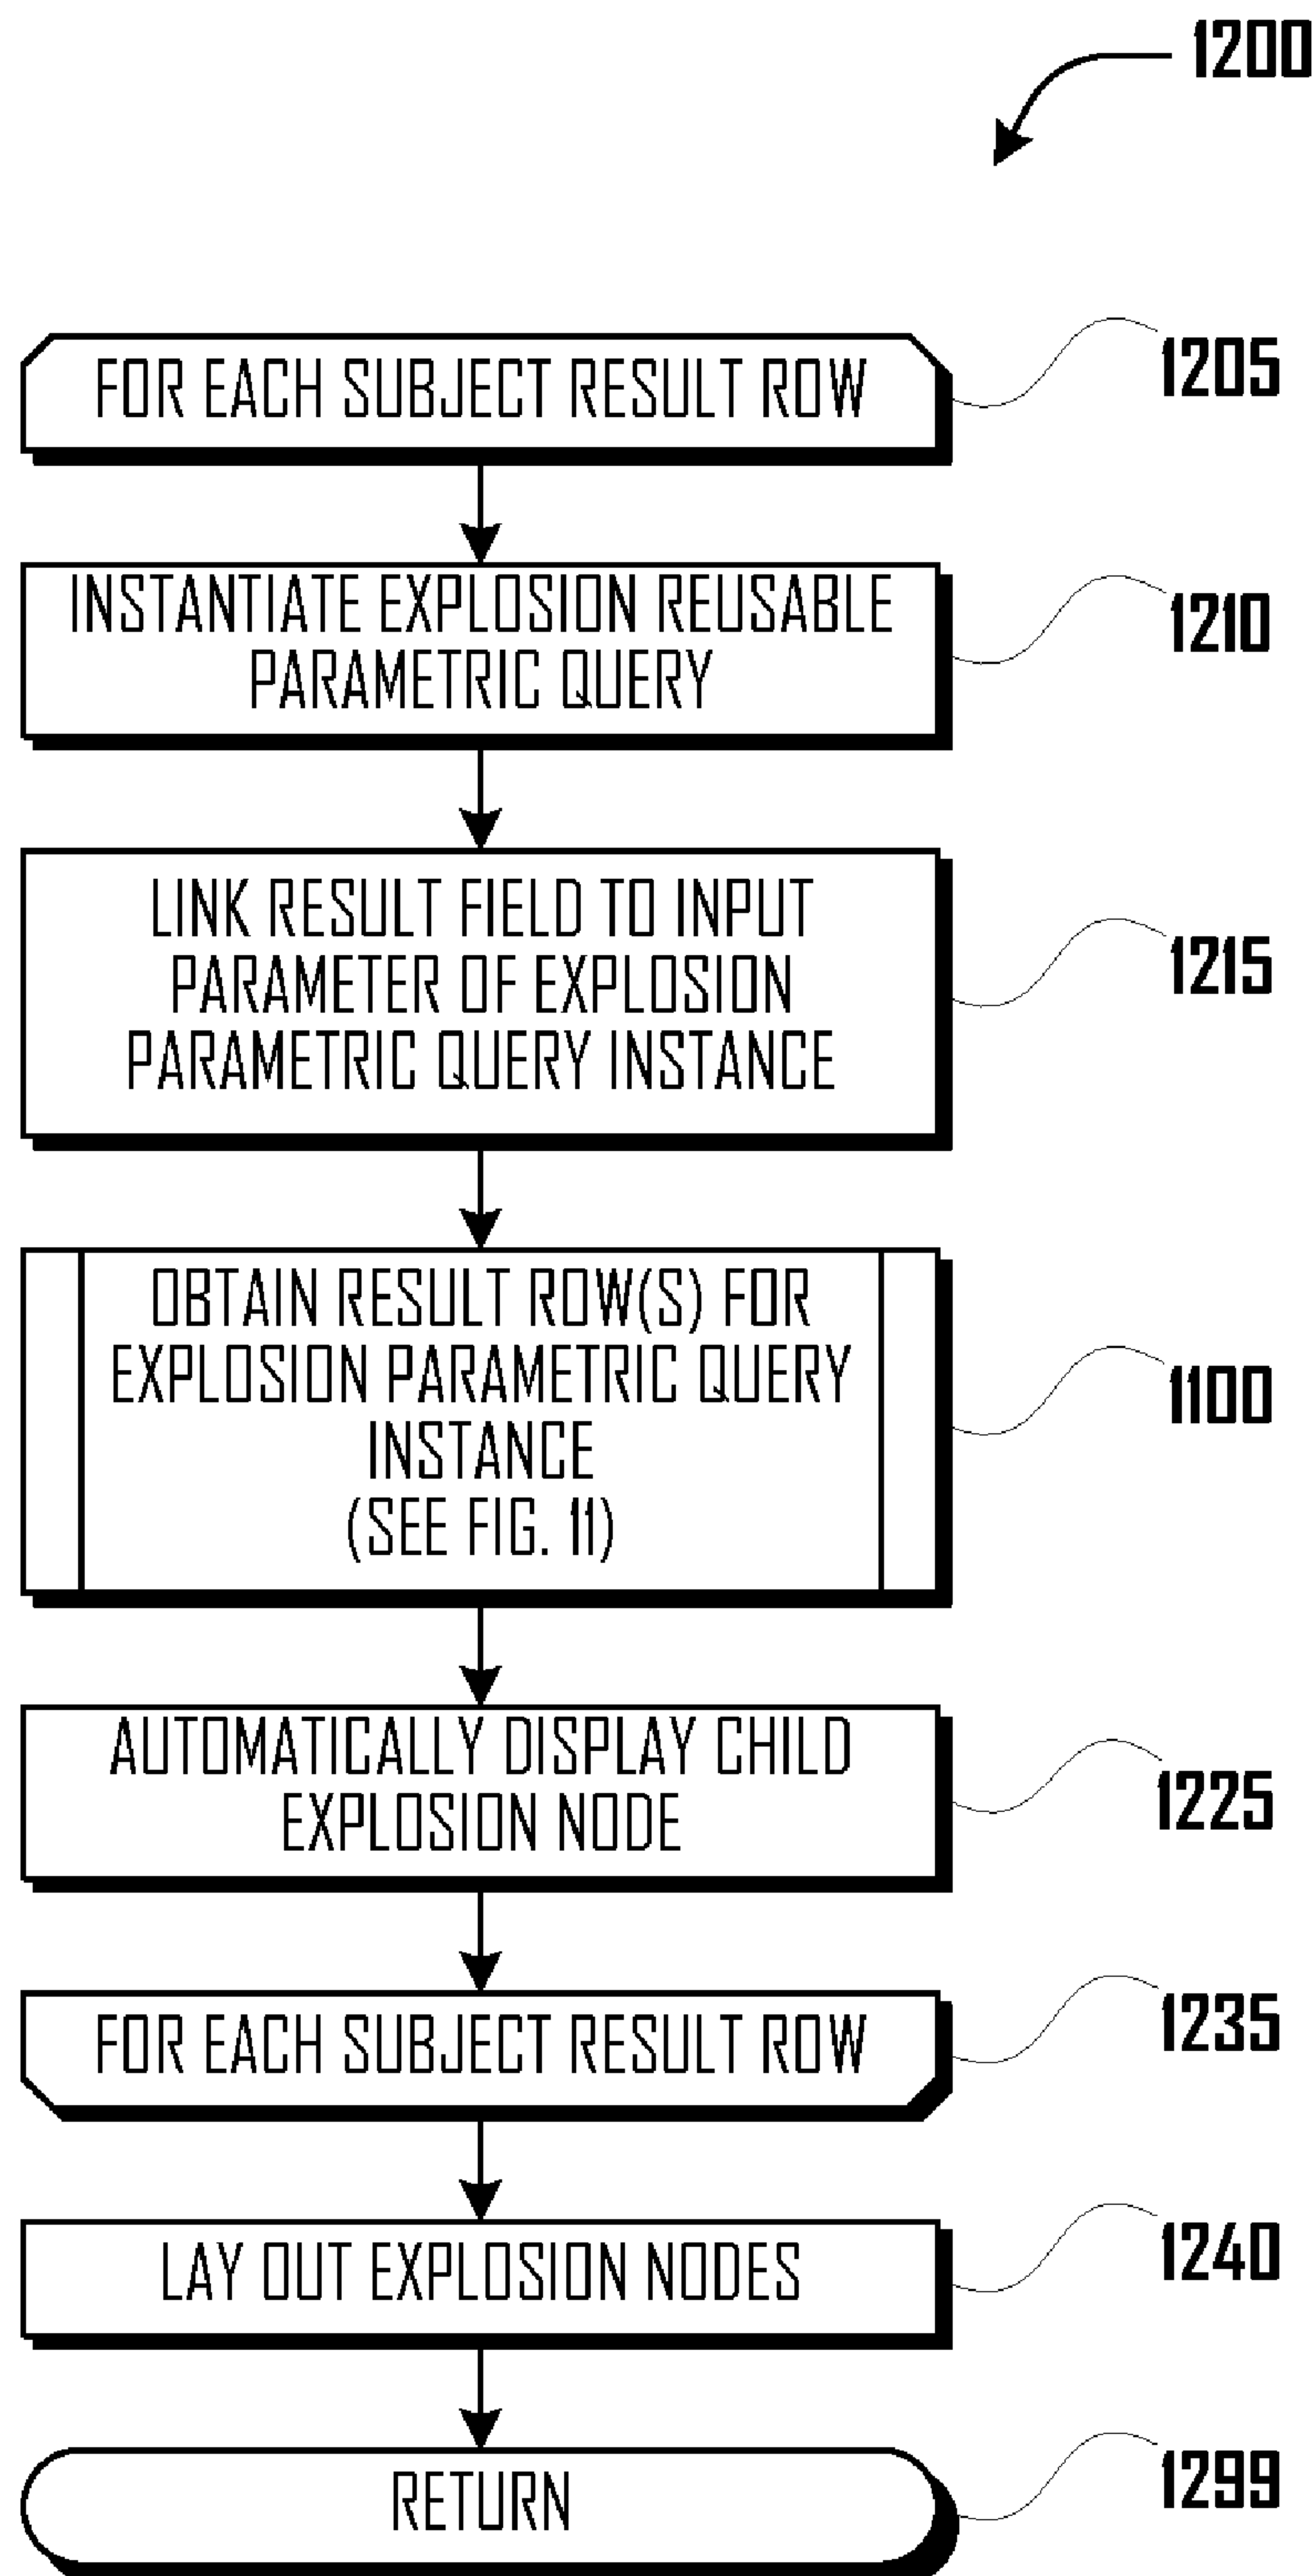 1200
FOR EACH SUBJECT RESULT ROW
1205
INSTANTIATE EXPLOSION REUSABLE
PARAMETRIC QUERY
1210
LINK RESULT FIELD TO INPUT
PARAMETER OF EXPLOSION
PARAMETRIC QUERY INSTANCE
1215
OBTAIN RESULT ROW(S) FOR
EXPLOSION PARAMETRIC QUERY
INSTANCE
(SEE FIG. 11)
1100
AUTOMATICALLY DISPLAY CHILD
EXPLOSION NODE
1225
FOR EACH SUBJECT RESULT ROW
1235
LAY OUT EXPLOSION NODES
1240
RETURN
1299